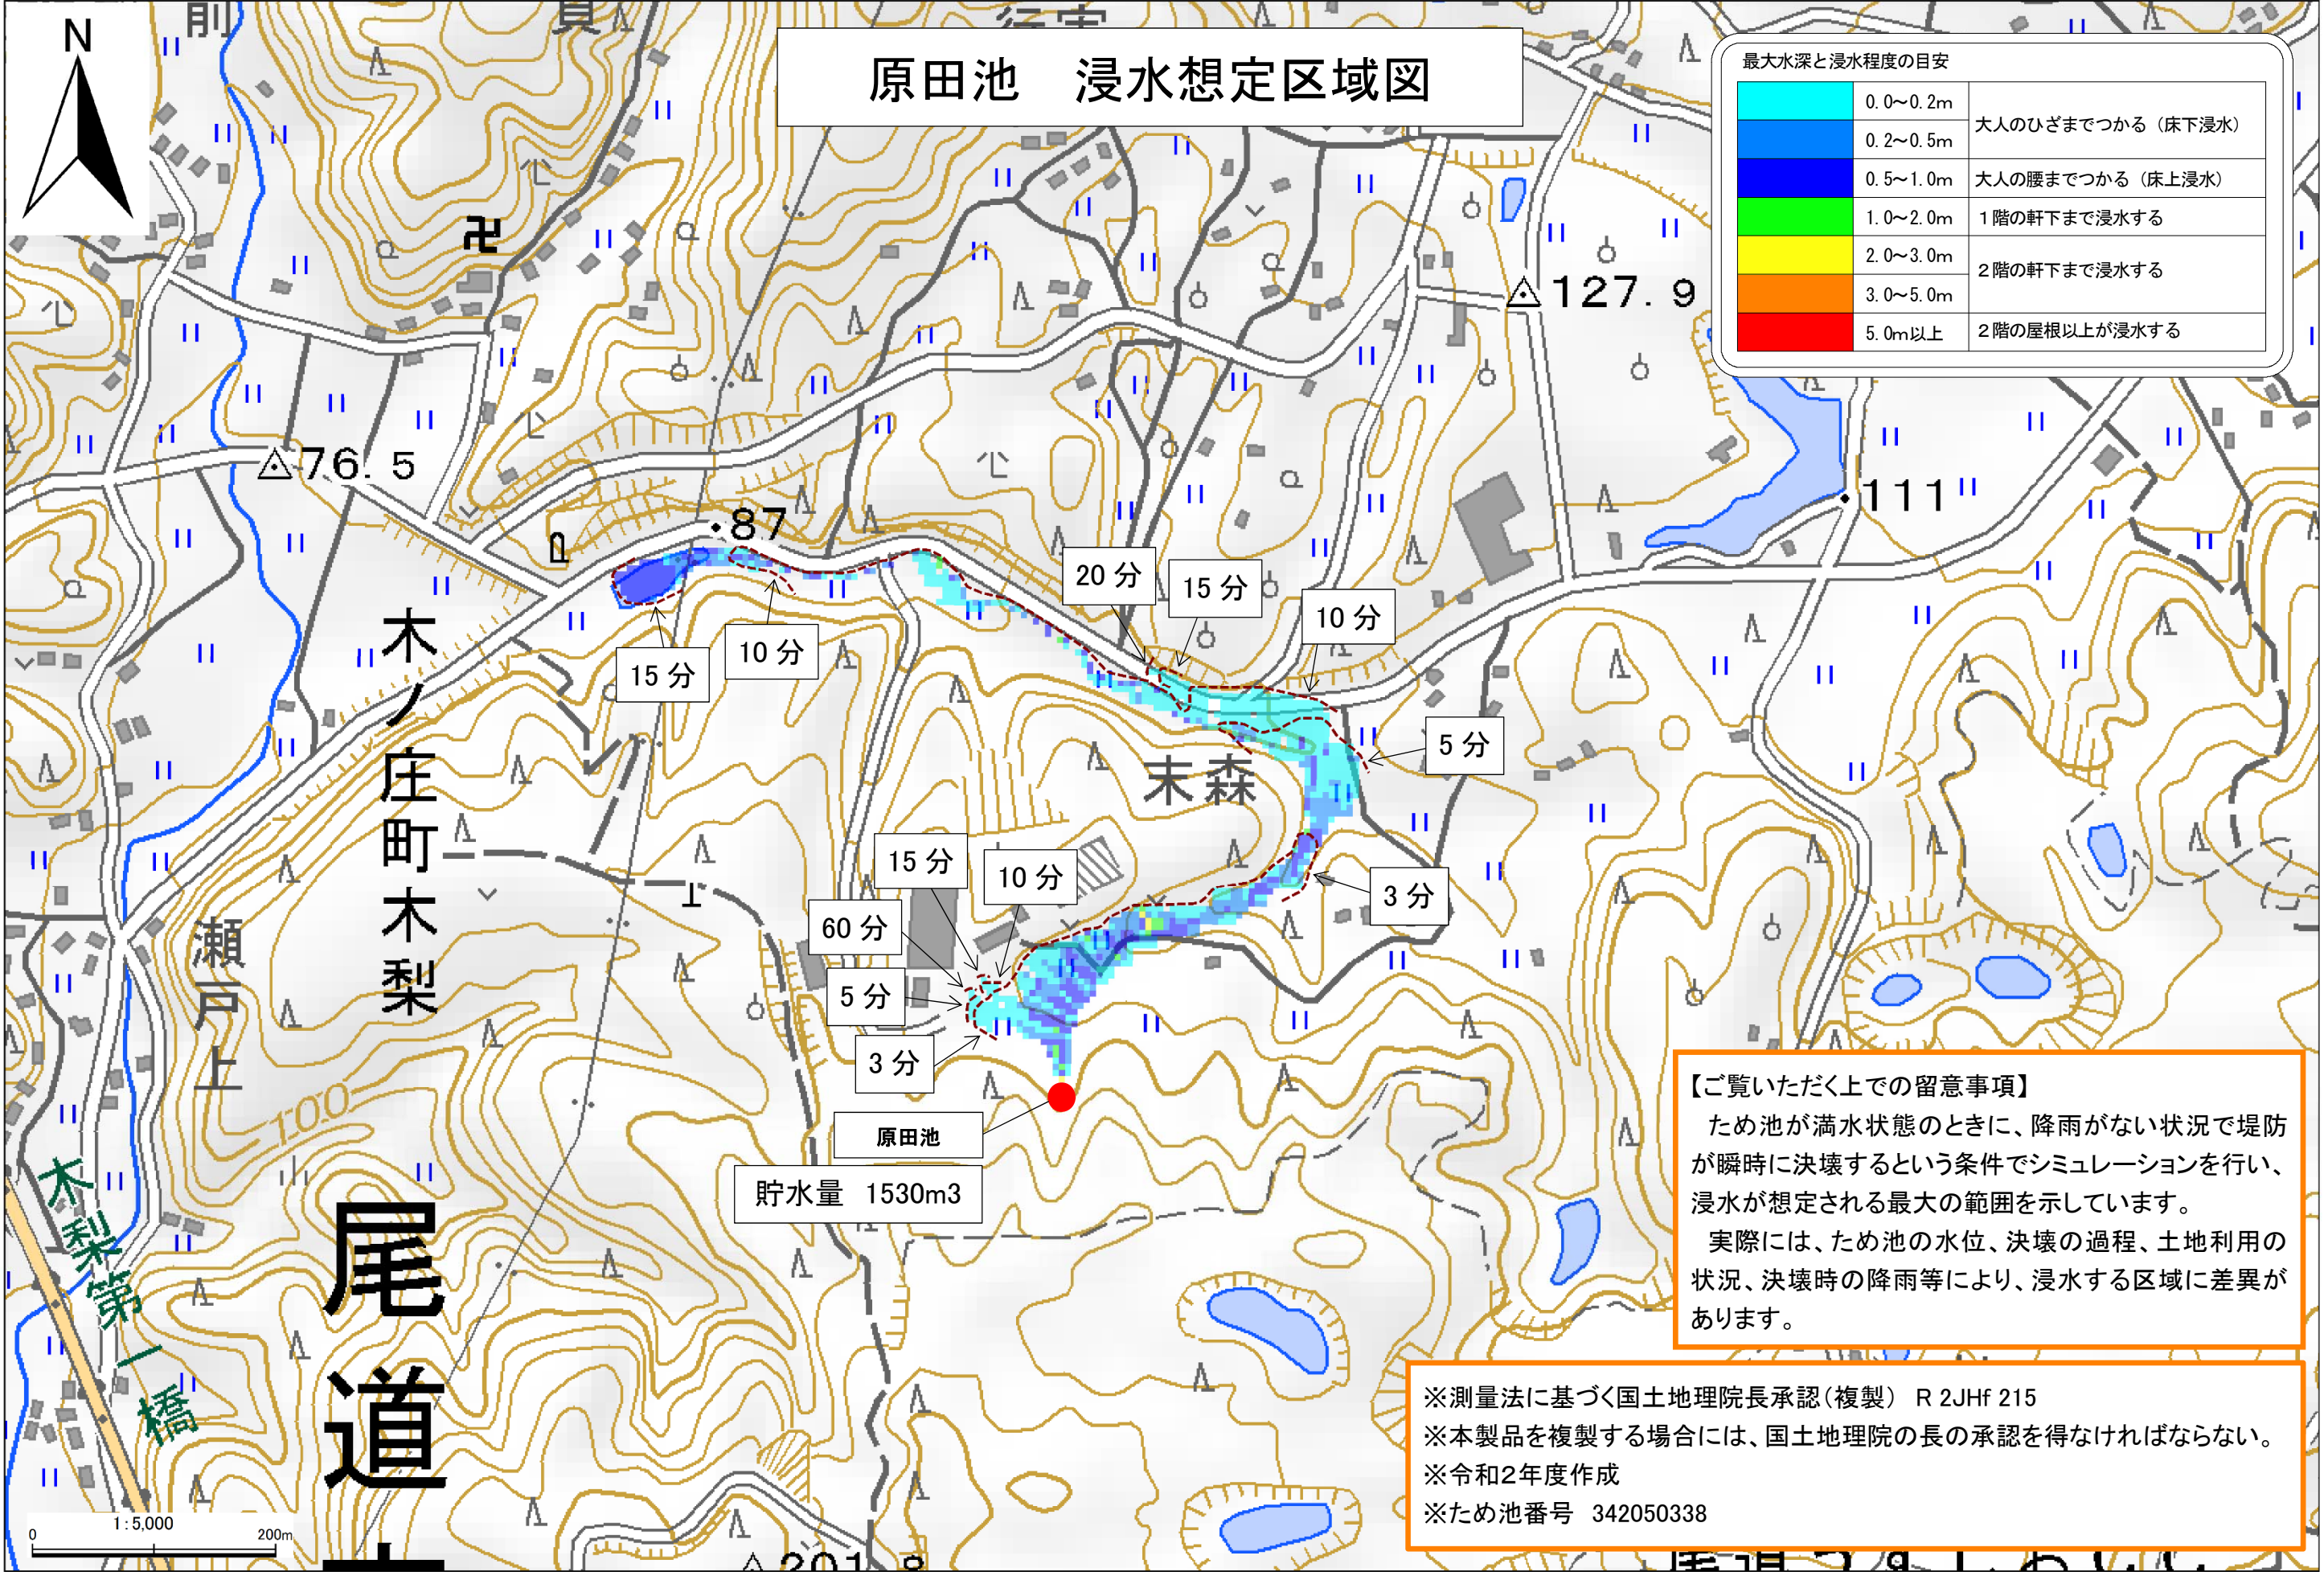 N
原田池　浸水想定区域図
最大水深と浸水程度の目安
0.0～0.2m
大人のひざまでつかる（床下浸水）
0.2～0.5m
0.5～1.0m 大人の腰までつかる（床上浸水）
1.0～2.0m 1階の軒下まで浸水する
2.0～3.0m
2階の軒下まで浸水する
3.0～5.0m
5.0m以上 2階の屋根以上が浸水する
127.9
76.5
111
87
20分
15分
10分
15分
10分
5分
3分
末森
木ノ庄町木梨
瀬戸上
15分
10分
60分
5分
3分
原田池
貯水量 1530m3
100
木梨第一橋
尾道
201.8
1:5,000
0 200m
【ご覧いただく上での留意事項】
　ため池が満水状態のときに、降雨がない状況で堤防
が瞬時に決壊するという条件でシミュレーションを行い、
浸水が想定される最大の範囲を示しています。
　実際には、ため池の水位、決壊の過程、土地利用の
状況、決壊時の降雨等により、浸水する区域に差異が
あります。
※測量法に基づく国土地理院長承認（複製） R 2JHf 215
※本製品を複製する場合には、国土地理院の長の承認を得なければならない。
※令和2年度作成
※ため池番号 342050338